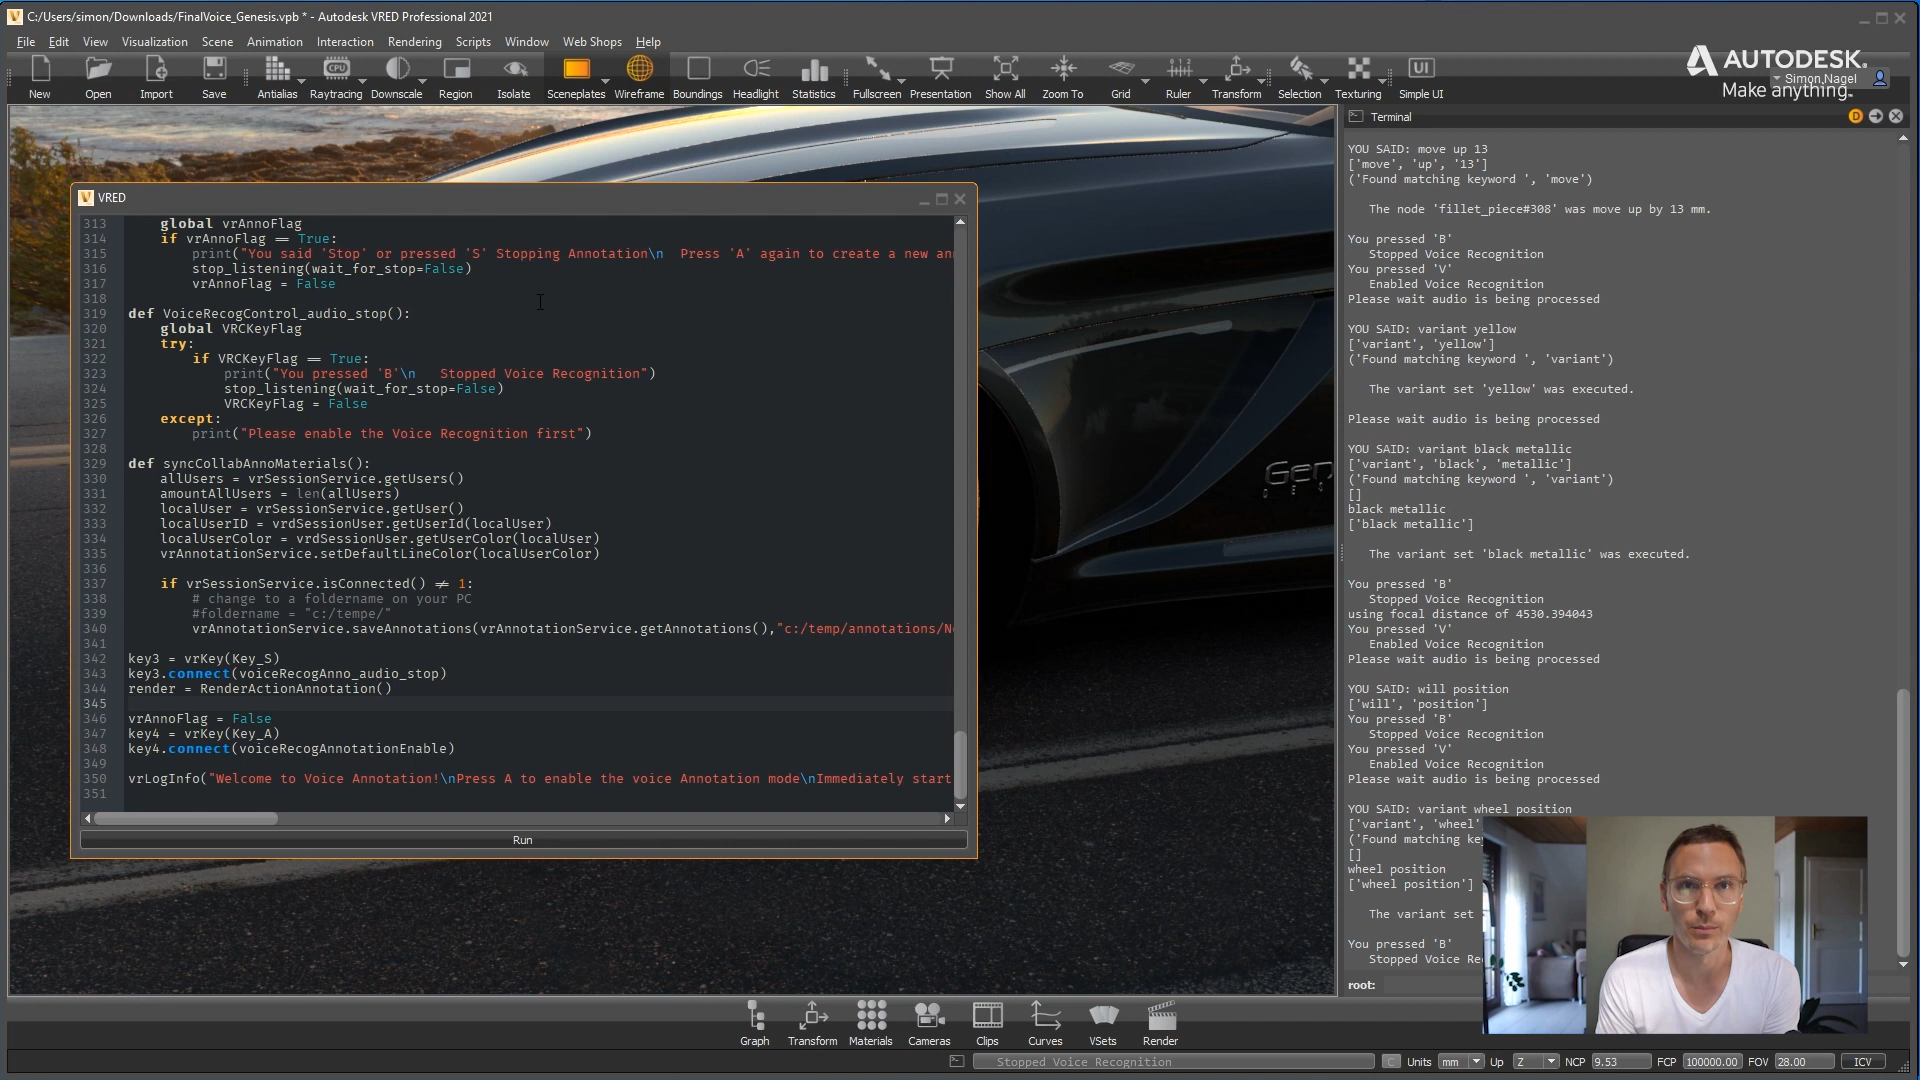 C:/Users/simon/Downloads/FinalVoice_Genesis.vpb * - Autodesk VRED Professional 2021
File Edit View Visualization Scene Animation Interaction Rendering Scripts Window Web Shops Help
New Open Import Save Antialias Raytracing Downscale Region Isolate Sceneplates Wireframe Boundings Headlight Statistics Fullscreen Presentation Show All Zoom To Grid Ruler Transform Selection Texturing Simple UI
CPU
UI
AUTODESK.
Simon.Nagel
Make anything.
VRED
313 global vrAnnoFlag
314 if vrAnnoFlag == True:
315 print("You said 'Stop' or pressed 'S' Stopping Annotation\n  Press 'A' again to create a new an
316 stop_listening(wait_for_stop=False)
317 vrAnnoFlag = False
318
319 def VoiceRecogControl_audio_stop():
320 global VRCKeyFlag
321 try:
322 if VRCKeyFlag == True:
323 print("You pressed 'B'\n   Stopped Voice Recognition")
324 stop_listening(wait_for_stop=False)
325 VRCKeyFlag = False
326 except:
327 print("Please enable the Voice Recognition first")
328
329 def syncCollabAnnoMaterials():
330 allUsers = vrSessionService.getUsers()
331 amountAllUsers = len(allUsers)
332 localUser = vrSessionService.getUser()
333 localUserID = vrdSessionUser.getUserId(localUser)
334 localUserColor = vrdSessionUser.getUserColor(localUser)
335 vrAnnotationService.setDefaultLineColor(localUserColor)
336
337 if vrSessionService.isConnected() ≠ 1:
338 # change to a foldername on your PC
339 #foldername = "c:/tempe/"
340 vrAnnotationService.saveAnnotations(vrAnnotationService.getAnnotations(),"c:/temp/annotations/N
341
342 key3 = vrKey(Key_S)
343 key3.connect(voiceRecogAnno_audio_stop)
344 render = RenderActionAnnotation()
345
346 vrAnnoFlag = False
347 key4 = vrKey(Key_A)
348 key4.connect(voiceRecogAnnotationEnable)
349
350 vrLogInfo("Welcome to Voice Annotation!\nPress A to enable the voice Annotation mode\nImmediately start
351
Run
Terminal
D
YOU SAID: move up 13
['move', 'up', '13']
('Found matching keyword ', 'move')
The node 'fillet_piece#308' was move up by 13 mm.
You pressed 'B'
Stopped Voice Recognition
You pressed 'V'
Enabled Voice Recognition
Please wait audio is being processed
YOU SAID: variant yellow
['variant', 'yellow']
('Found matching keyword ', 'variant')
The variant set 'yellow' was executed.
Please wait audio is being processed
YOU SAID: variant black metallic
['variant', 'black', 'metallic']
('Found matching keyword ', 'variant')
[]
black metallic
['black metallic']
The variant set 'black metallic' was executed.
You pressed 'B'
Stopped Voice Recognition
using focal distance of 4530.394043
You pressed 'V'
Enabled Voice Recognition
Please wait audio is being processed
YOU SAID: will position
['will', 'position']
You pressed 'B'
Stopped Voice Recognition
You pressed 'V'
Enabled Voice Recognition
Please wait audio is being processed
YOU SAID: variant wheel position
['variant', 'wheel'
('Found matching ke
[]
wheel position
['wheel position']
The variant set
You pressed 'B'
Stopped Voice Re
root:
Gen
Graph Transform Materials Cameras Clips Curves VSets Render
Stopped Voice Recognition C Units mm Up Z NCP 9.53 FCP 100000.00 FOV 28.00 ICV